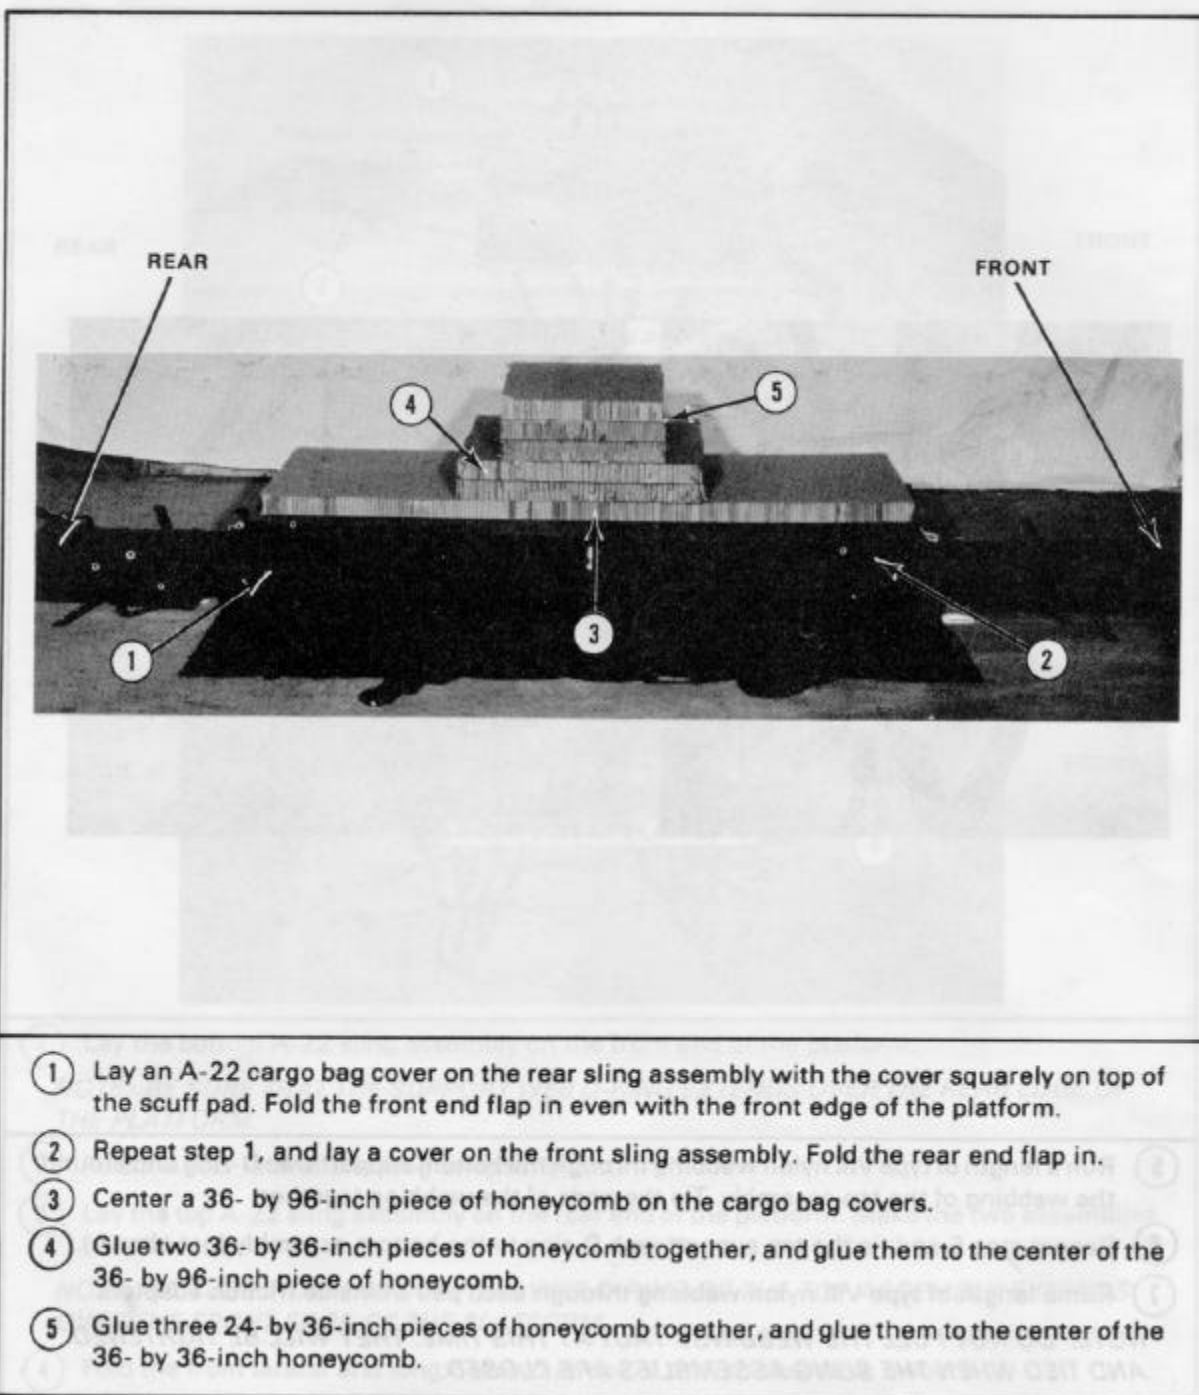 REAR
FRONT
4
5
3
1
2
1 Lay an A-22 cargo bag cover on the rear sling assembly with the cover squarely on top of
the scuff pad. Fold the front end flap in even with the front edge of the platform.
2 Repeat step 1, and lay a cover on the front sling assembly. Fold the rear end flap in.
3 Center a 36- by 96-inch piece of honeycomb on the cargo bag covers.
4 Glue two 36- by 36-inch pieces of honeycomb together, and glue them to the center of the
36- by 96-inch piece of honeycomb.
5 Glue three 24- by 36-inch pieces of honeycomb together, and glue them to the center of the
36- by 36-inch honeycomb.